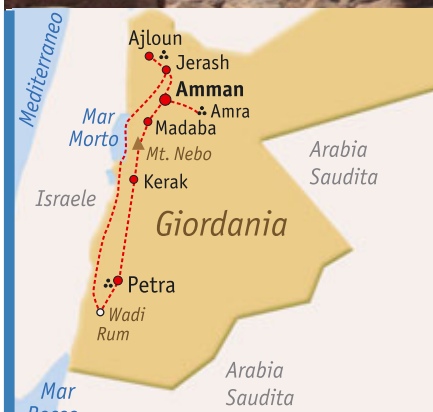 Mediterraneo
Ajloun
Jerash
Amman
Amra
Mar
Morto
Madaba
Mt. Nebo
Arabia
Saudita
Israele
Kerak
Giordania
Petra
Wadi
Rum
Arabia
Saudita
Mar